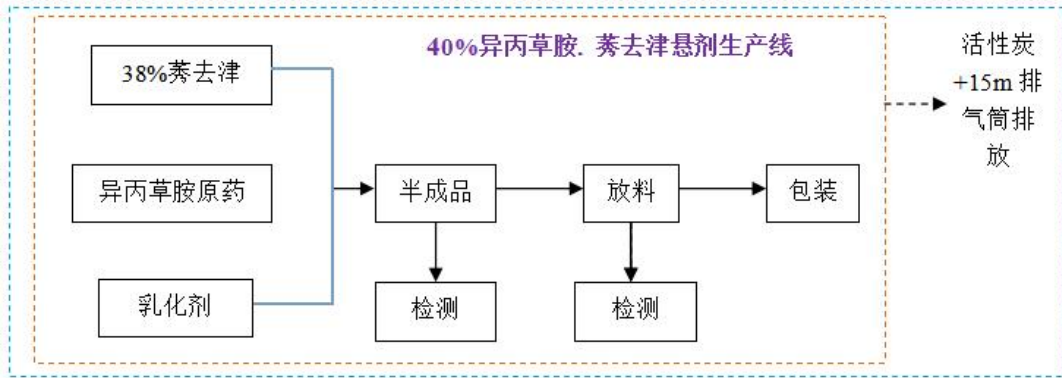 40%异丙草胺. 莠去津悬剂生产线
38%莠去津
异丙草胺原药
乳化剂
半成品
放料
包装
检测
检测
活性炭
+15m 排
气筒排
放